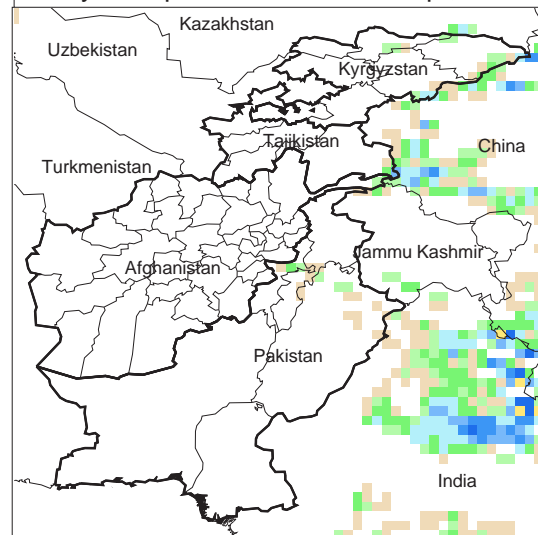 Kazakhstan
Uzbekistan
Kyrgyzstan
Tajikistan
China
Turkmenistan
Jammu Kashmir
Afghanistan
Pakistan
India